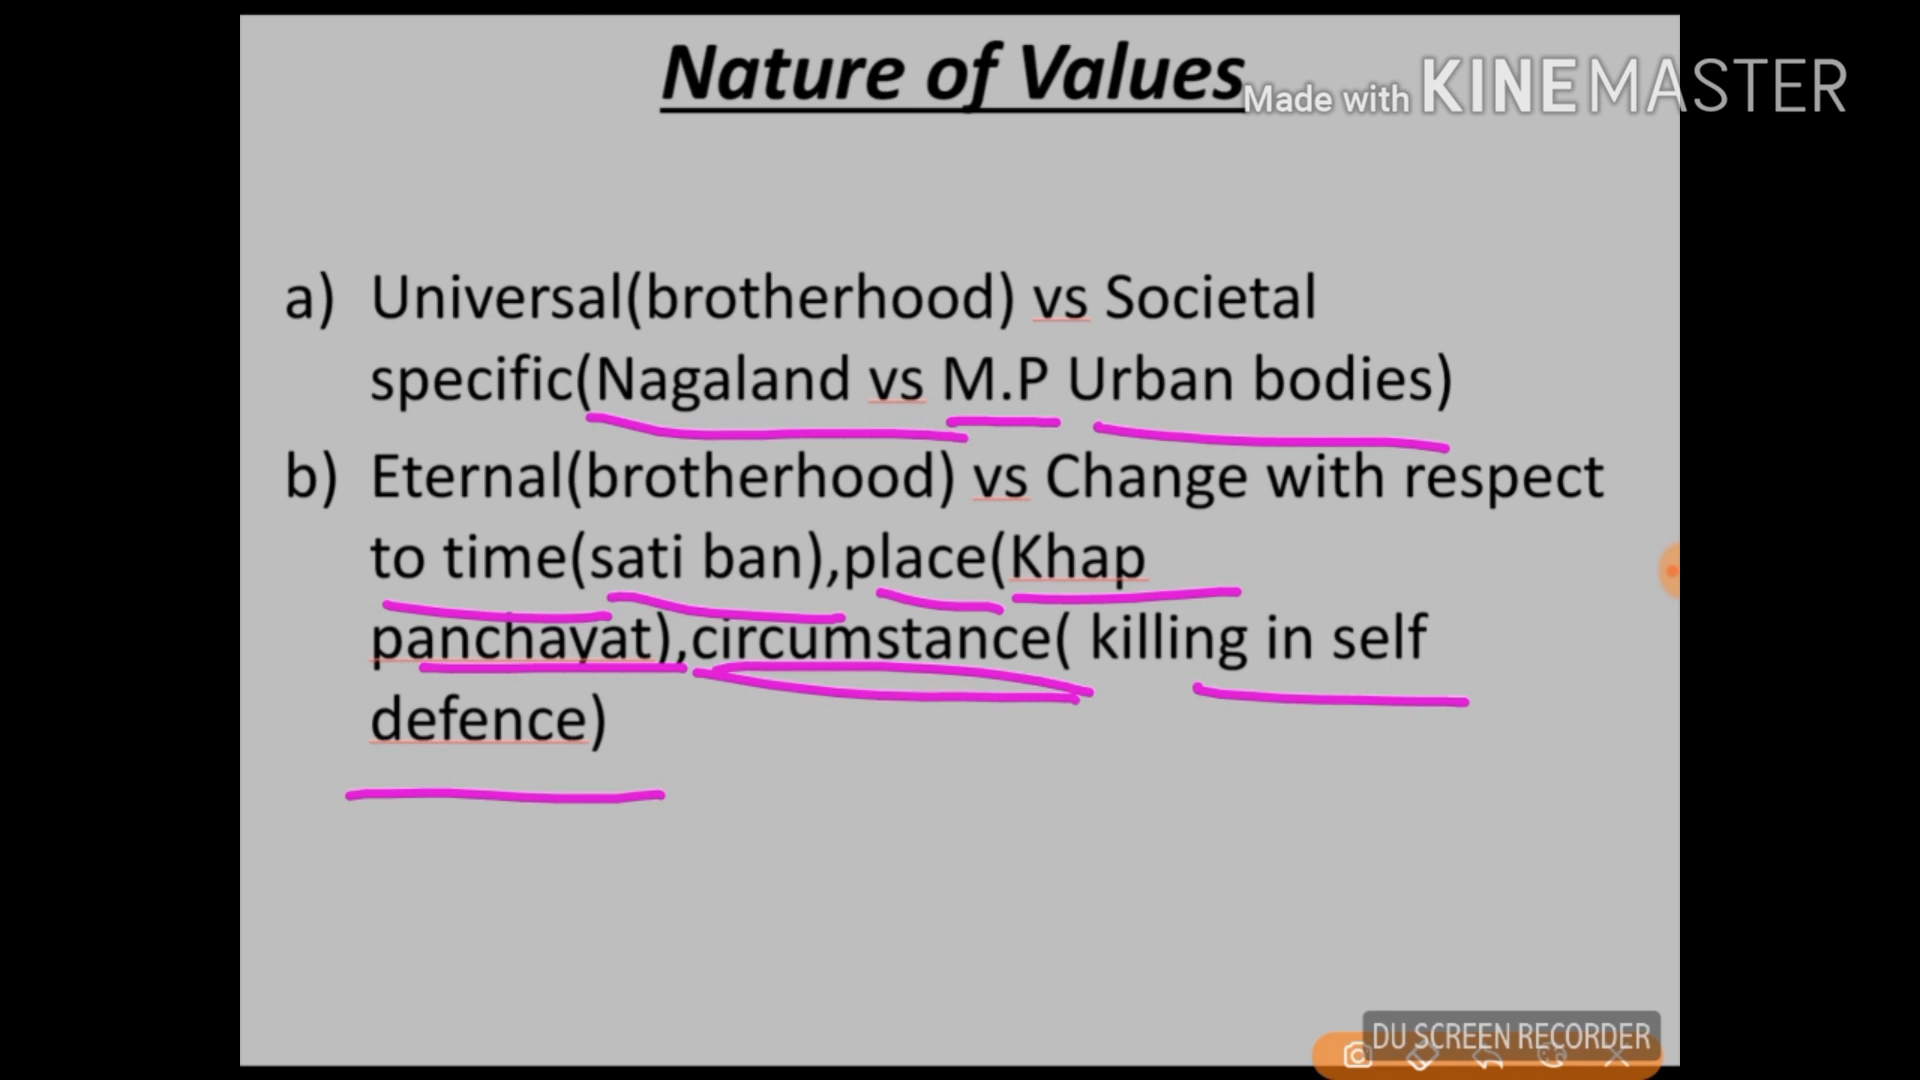 Nature of Values
Made with KINEMASTER
a) Universal(brotherhood) vs Societal
specific(Nagaland vs M.P Urban bodies)
b) Eternal(brotherhood) vs Change with respect
to time(sati ban),place(Khap
panchayat),circumstance( killing in self
defence)
DU SCREEN RECORDER